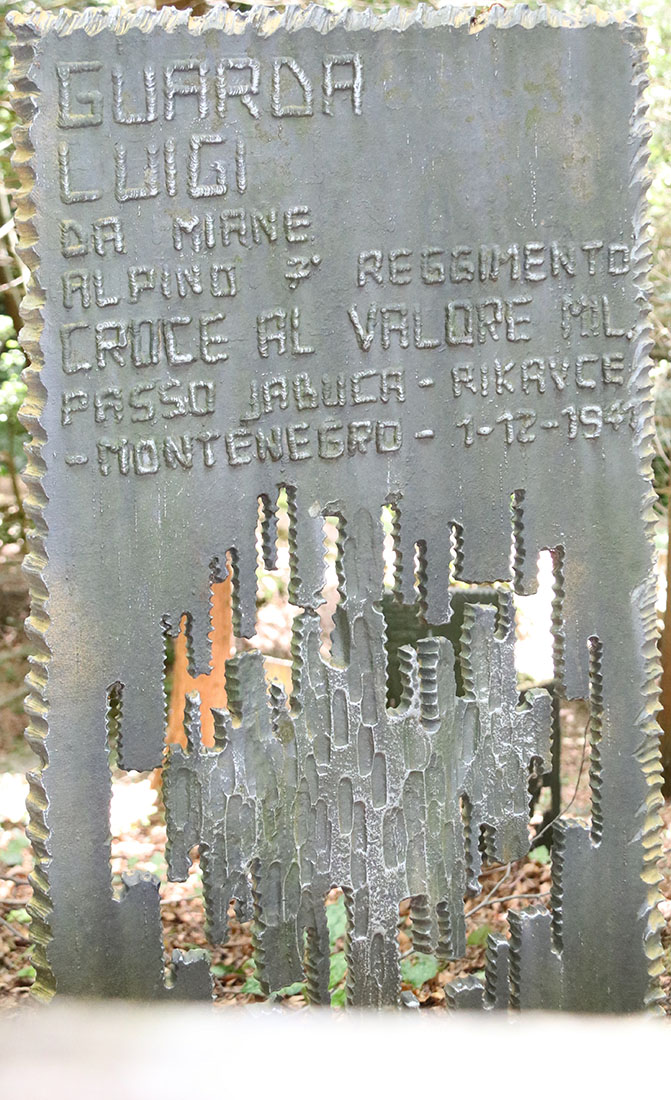 GUARDA
LUIGI
DA MIANE
ALPINO 7° REGGIMENTO
CROCE AL VALORE MIL.
PASSO JABUCA - RIKAVCE
- MONTENEGRO - 1-12-1941